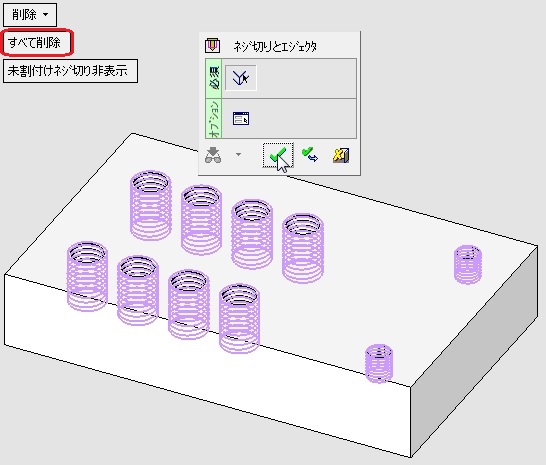 削除
すべて削除
未割付けネジ切り非表示
ネジ切りとエジェクタ
必須
オプション